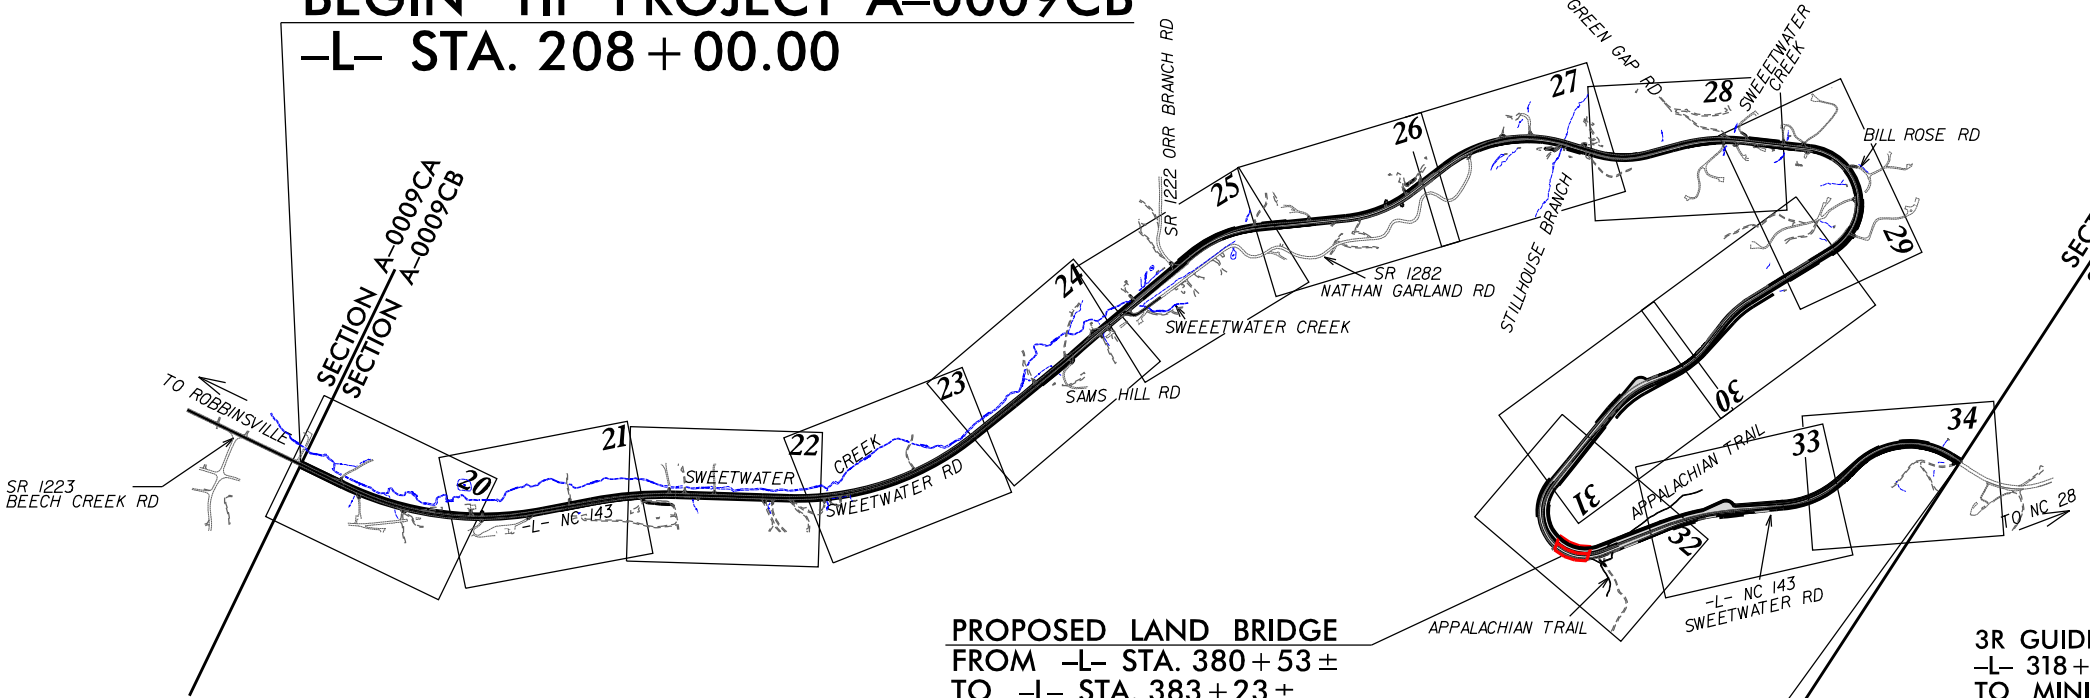 BEGIN TIP PROJECT A–0009CB
–L– STA. 208+00.00
SECTION A–0009CA
SECTION A–0009CB
TO ROBBINSVILLE
SR 1223
BEECH CREEK RD
20
21
22
23
24
25
26
27
28
29
30
31
32
33
34
-L- NC 143
SWEETWATER
CREEK
SWEETWATER RD
SAMS HILL RD
SR 1222 ORR BRANCH RD
SWEEETWATER CREEK
SR 1282
NATHAN GARLAND RD
STILLHOUSE BRANCH
GREEN GAP RD
SWEEETWATER
CREEK
BILL ROSE RD
APPALACHIAN TRAIL
APPALACHIAN TRAIL
-L- NC 143
SWEETWATER RD
TO NC 28
PROPOSED LAND BRIDGE
FROM –L– STA. 380+53±
TO –L– STA. 383+23±
3R GUID
–L– 318+
TO MIN